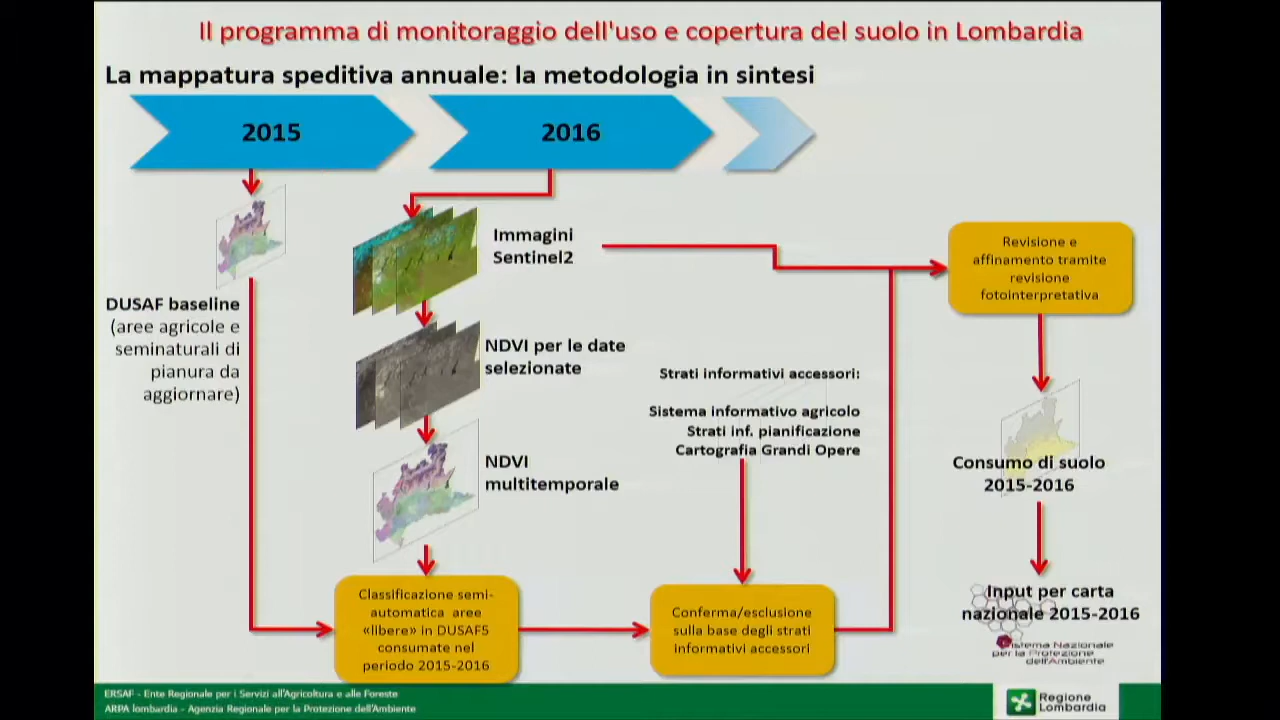 Il programma di monitoraggio dell'uso e copertura del suolo in Lombardia
La mappatura speditiva annuale: la metodologia in sintesi
2015
2016
DUSAF baseline
(aree agricole e
seminaturali di
pianura da
aggiornare)
Immagini
Sentinel2
NDVI per le date
selezionate
NDVI
multitemporale
Classificazione semi-
automatica aree
«libere» in DUSAF5
consumate nel
periodo 2015-2016
Strati informativi accessori:
Sistema informativo agricolo
Strati inf. pianificazione
Cartografia Grandi Opere
Conferma/esclusione
sulla base degli strati
informativi accessori
Revisione e
affinamento tramite
revisione
fotointerpretativa
Consumo di suolo
2015-2016
Input per carta
nazionale 2015-2016
Sistema Nazionale
per la Protezione
dell'Ambiente
ERSAF - Ente Regionale per i Servizi all'Agricoltura e alle Foreste
ARPA lombardia - Agenzia Regionale per la Protezione dell'Ambiente
Regione
Lombardia